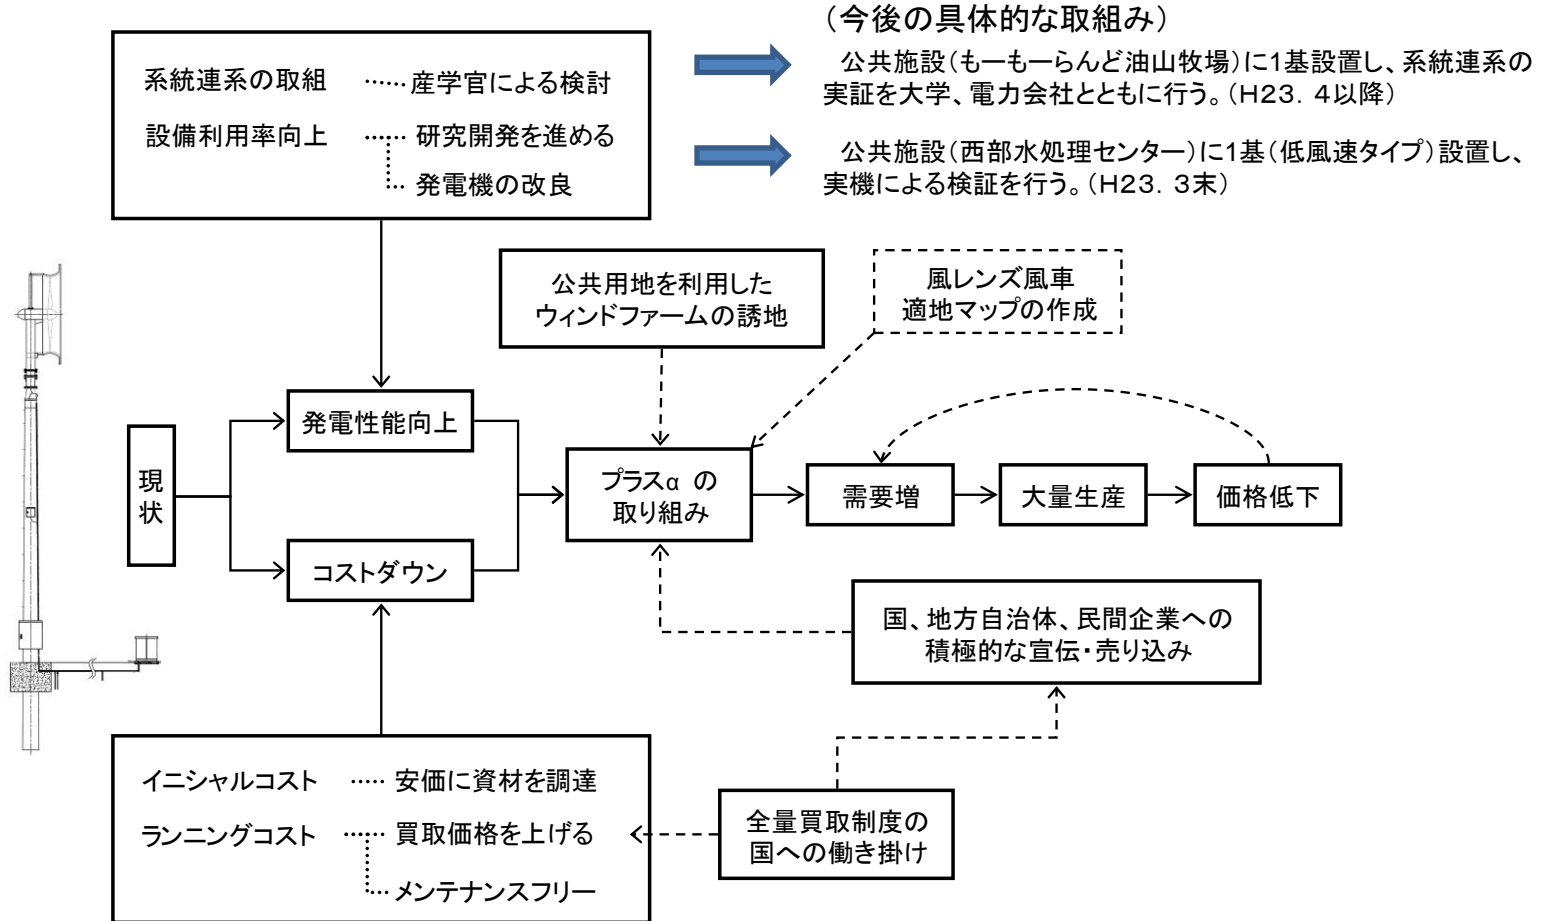 (今後の具体的な取組み)
系統連系の取組 ・・・・・ 産学官による検討
公共施設(もーもーらんど油山牧場)に1基設置し、系統連系の
実証を大学、電力会社とともに行う。(H23.4以降)
設備利用率向上 ・・・・・ 研究開発を進める
発電機の改良
公共施設(西部水処理センター)に1基(低風速タイプ)設置し、
実機による検証を行う。(H23.3末)
公共用地を利用した
ウィンドファームの誘地
風レンズ風車
適地マップの作成
発電性能向上
現
状
プラスα の
取り組み
需要増
大量生産
価格低下
コストダウン
国、地方自治体、民間企業への
積極的な宣伝・売り込み
イニシャルコスト ・・・・・ 安価に資材を調達
ランニングコスト ・・・・・ 買取価格を上げる
メンテナンスフリー
全量買取制度の
国への働き掛け